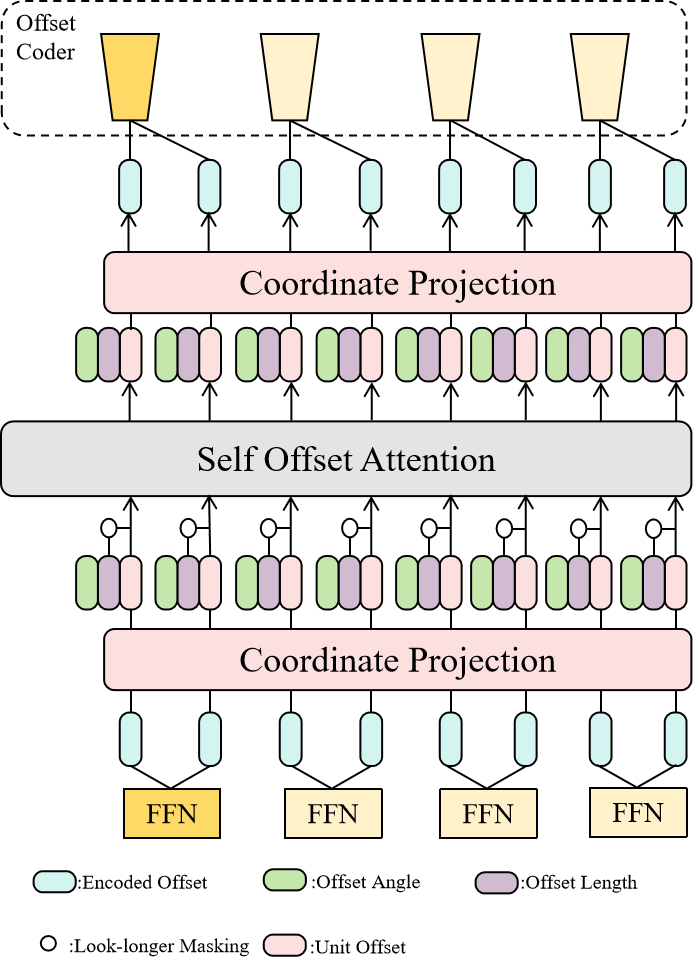 Offset
Coder
Coordinate Projection
Self Offset Attention
Coordinate Projection
FFN FFN FFN FFN
:Encoded Offset :Offset Angle :Offset Length
:Look-longer Masking :Unit Offset